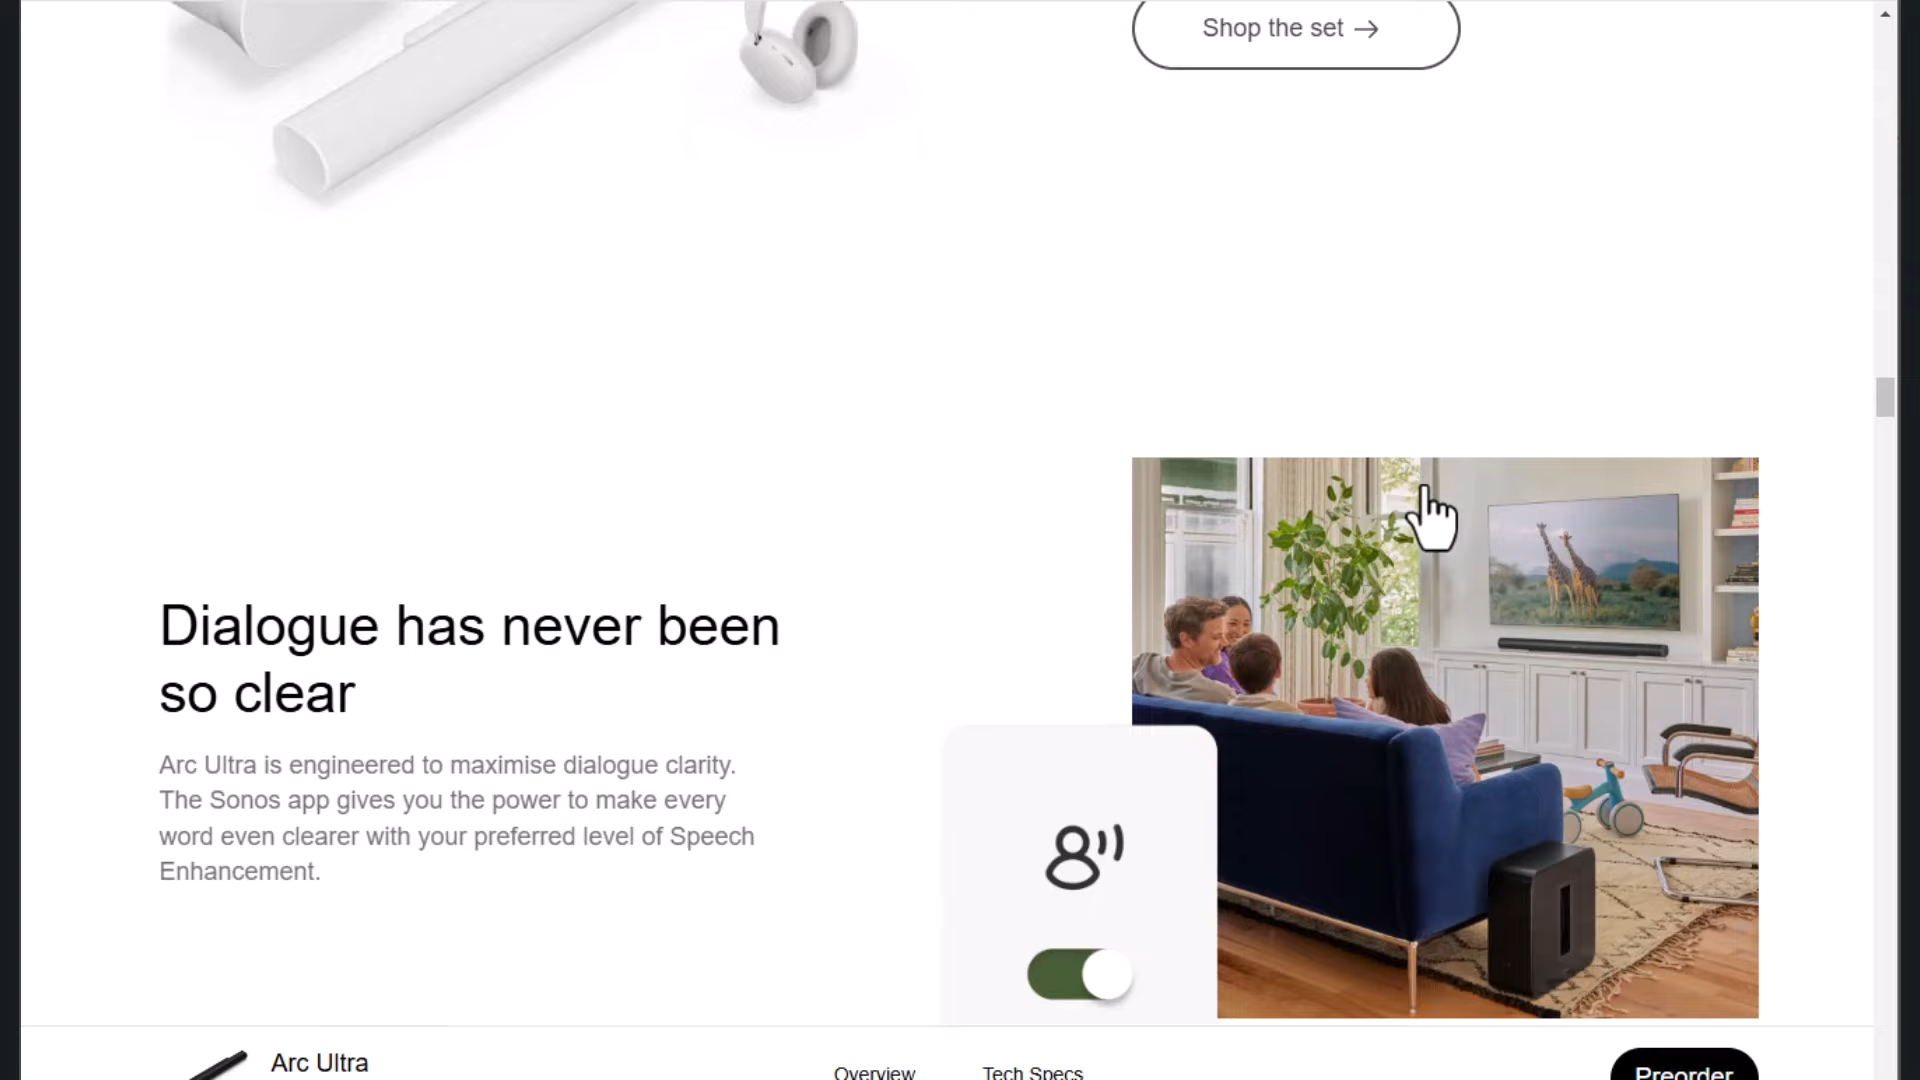 Shop the set →
Dialogue has never been
so clear
Arc Ultra is engineered to maximise dialogue clarity.
The Sonos app gives you the power to make every
word even clearer with your preferred level of Speech
Enhancement.
Arc Ultra
Overview
Tech Specs
Preorder